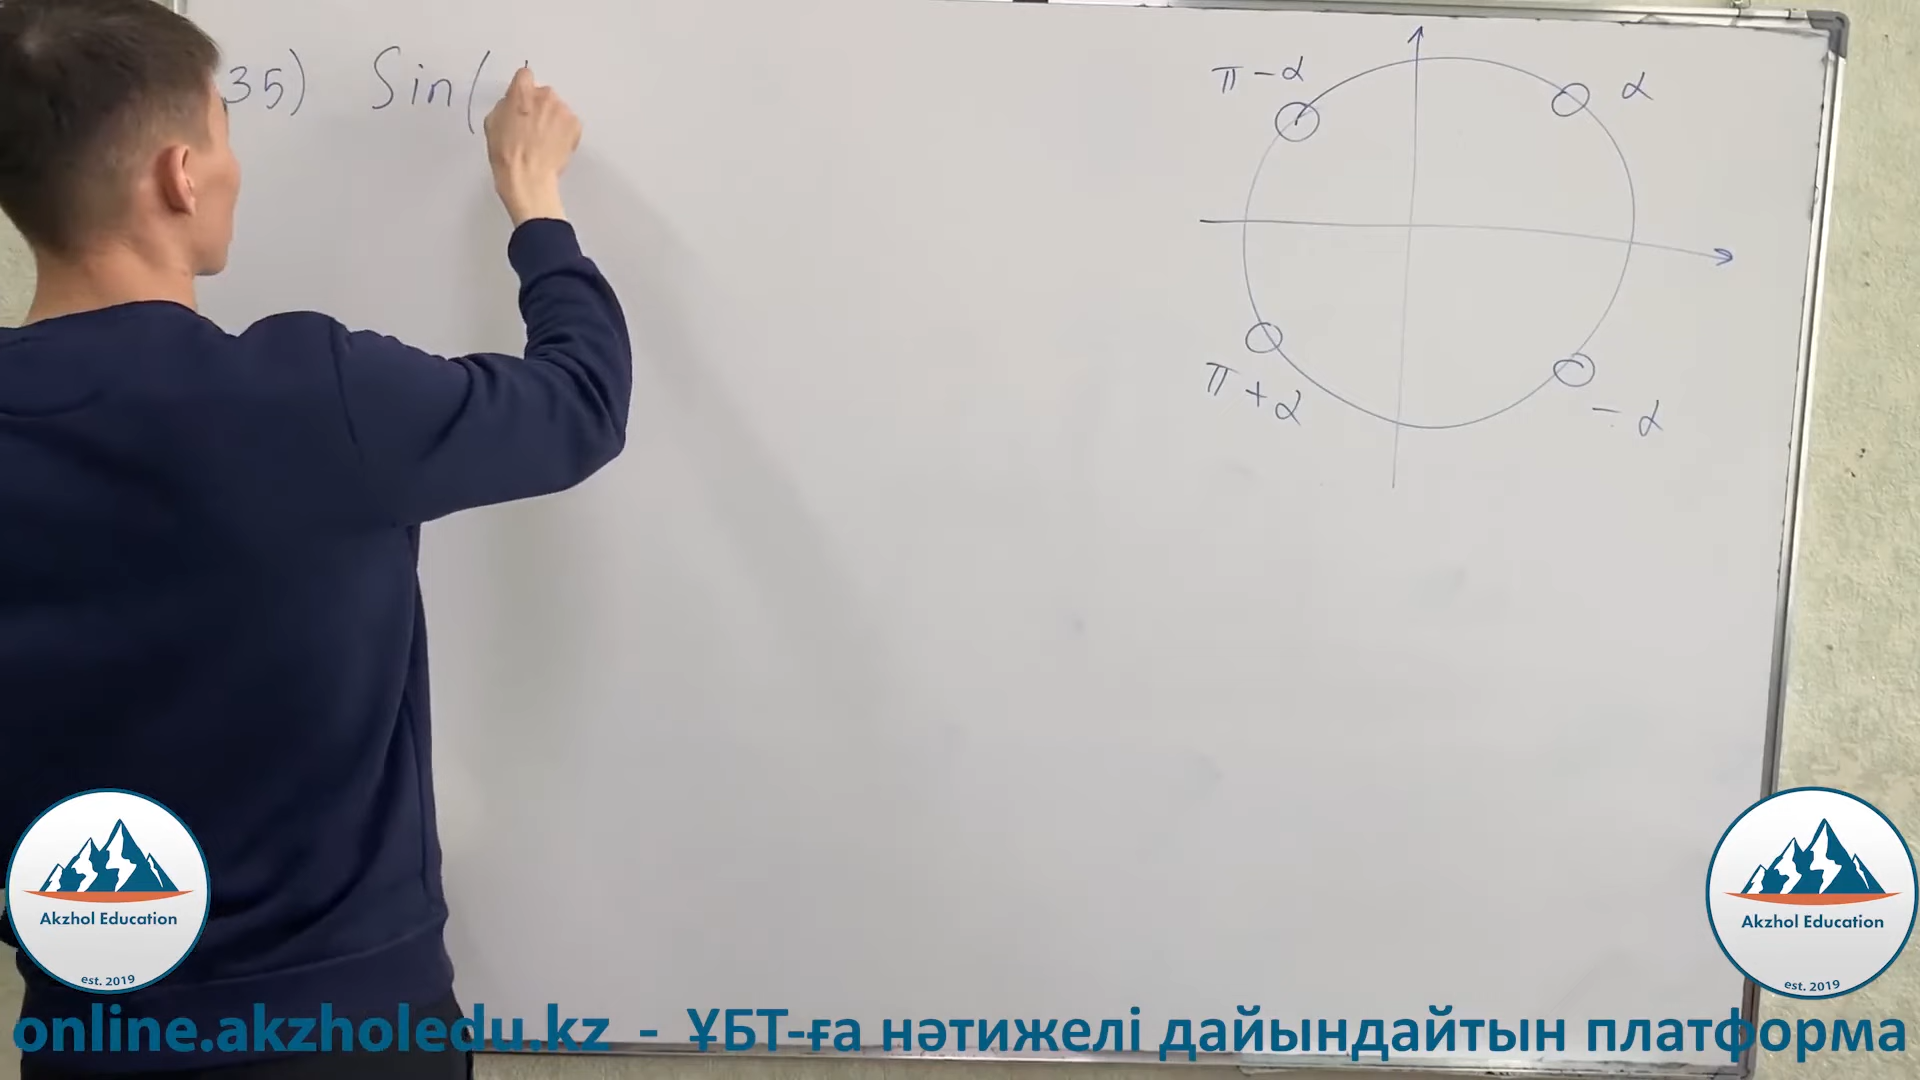 35) Sin(
π - α
α
π + α
- α
Akzhol Education
est. 2019
Akzhol Education
est. 2019
online.akzholedu.kz - ҰБТ-ға нәтижелі дайындайтын платформа